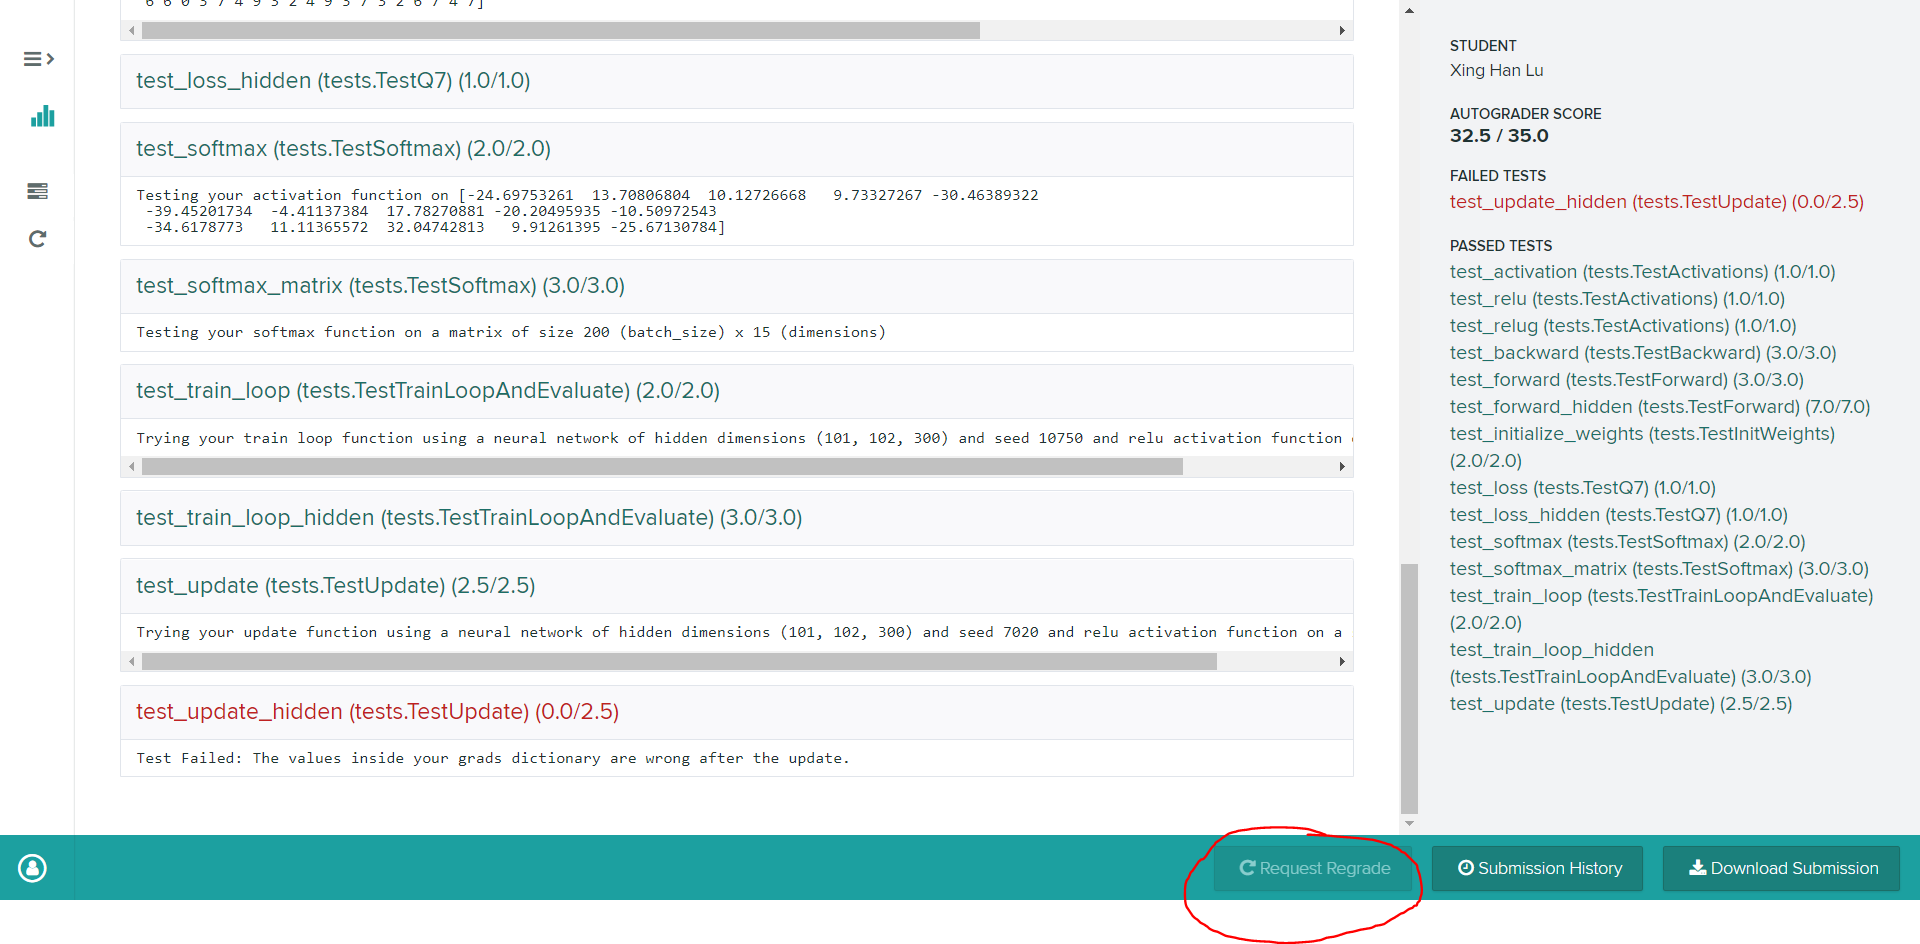 6 6 0 3 7 4 9 3 2 4 9 3 7 3 2 6 7 4 7]
test_loss_hidden (tests.TestQ7) (1.0/1.0)
test_softmax (tests.TestSoftmax) (2.0/2.0)
Testing your activation function on [-24.69753261  13.70806804  10.12726668   9.73327267 -30.46389322
-39.45201734  -4.41137384  17.78270881 -20.20495935 -10.50972543
-34.6178773   11.11365572  32.04742813   9.91261395 -25.67130784]
test_softmax_matrix (tests.TestSoftmax) (3.0/3.0)
Testing your softmax function on a matrix of size 200 (batch_size) x 15 (dimensions)
test_train_loop (tests.TestTrainLoopAndEvaluate) (2.0/2.0)
Trying your train loop function using a neural network of hidden dimensions (101, 102, 300) and seed 10750 and relu activation function
test_train_loop_hidden (tests.TestTrainLoopAndEvaluate) (3.0/3.0)
test_update (tests.TestUpdate) (2.5/2.5)
Trying your update function using a neural network of hidden dimensions (101, 102, 300) and seed 7020 and relu activation function on a
test_update_hidden (tests.TestUpdate) (0.0/2.5)
Test Failed: The values inside your grads dictionary are wrong after the update.
STUDENT
Xing Han Lu
AUTOGRADER SCORE
32.5 / 35.0
FAILED TESTS
test_update_hidden (tests.TestUpdate) (0.0/2.5)
PASSED TESTS
test_activation (tests.TestActivations) (1.0/1.0)
test_relu (tests.TestActivations) (1.0/1.0)
test_relug (tests.TestActivations) (1.0/1.0)
test_backward (tests.TestBackward) (3.0/3.0)
test_forward (tests.TestForward) (3.0/3.0)
test_forward_hidden (tests.TestForward) (7.0/7.0)
test_initialize_weights (tests.TestInitWeights)
(2.0/2.0)
test_loss (tests.TestQ7) (1.0/1.0)
test_loss_hidden (tests.TestQ7) (1.0/1.0)
test_softmax (tests.TestSoftmax) (2.0/2.0)
test_softmax_matrix (tests.TestSoftmax) (3.0/3.0)
test_train_loop (tests.TestTrainLoopAndEvaluate)
(2.0/2.0)
test_train_loop_hidden
(tests.TestTrainLoopAndEvaluate) (3.0/3.0)
test_update (tests.TestUpdate) (2.5/2.5)
Request Regrade
Submission History
Download Submission